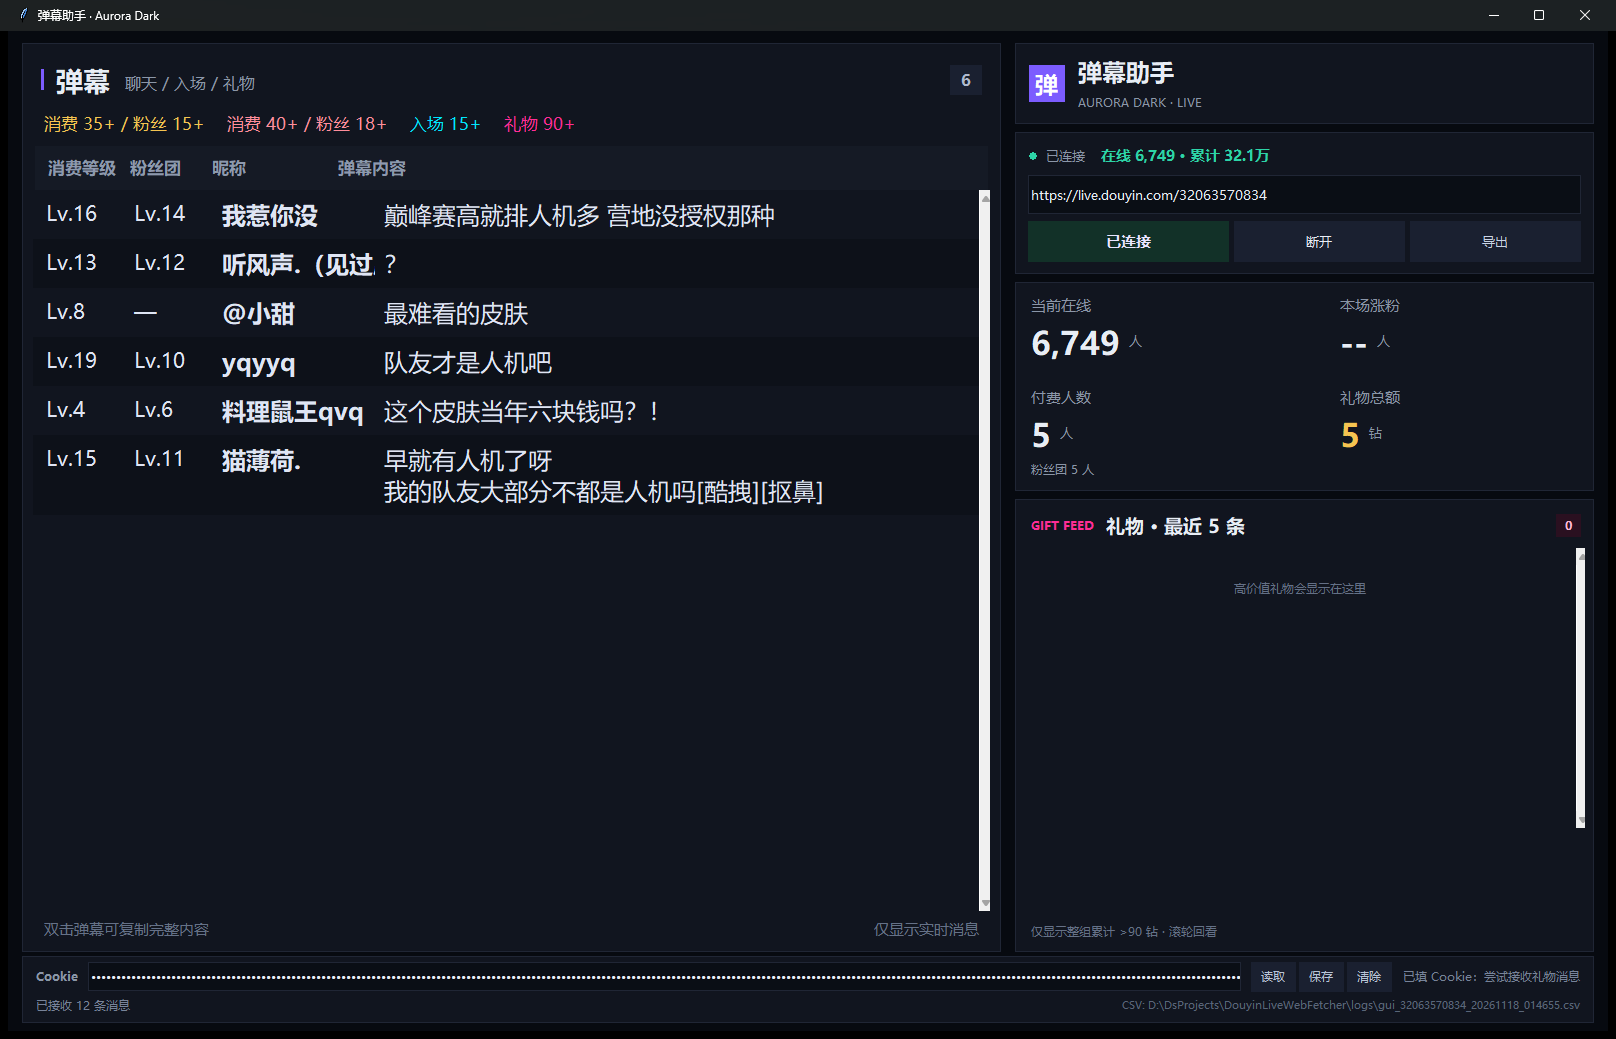 弹幕助手 · Aurora Dark
弹幕 聊天 / 入场 / 礼物 6
消费 35+ / 粉丝 15+ 消费 40+ / 粉丝 18+ 入场 15+ 礼物 90+
消费等级 粉丝团 昵称 弹幕内容
Lv.16 Lv.14 我惹你没 巅峰赛高就排人机多 营地没授权那种
Lv.13 Lv.12 听风声.（见过 ？
Lv.8 — @小甜 最难看的皮肤
Lv.19 Lv.10 yqyyq 队友才是人机吧
Lv.4 Lv.6 料理鼠王qvq 这个皮肤当年六块钱吗？！
Lv.15 Lv.11 猫薄荷. 早就有人机了呀
我的队友大部分不都是人机吗[酷拽][抠鼻]
双击弹幕可复制完整内容 仅显示实时消息
弹 弹幕助手
AURORA DARK · LIVE
已连接 在线 6,749 • 累计 32.1万
https://live.douyin.com/32063570834
已连接 断开 导出
当前在线 本场涨粉
6,749 人 -- 人
付费人数 礼物总额
5 人 5 钻
粉丝团 5 人
GIFT FEED 礼物 • 最近 5 条 0
高价值礼物会显示在这里
仅显示整组累计 >90 钻 · 滚轮回看
Cookie 读取 保存 清除 已填 Cookie：尝试接收礼物消息
已接收 12 条消息 CSV: D:\DsProjects\DouyinLiveWebFetcher\logs\gui_32063570834_20261118_014655.csv